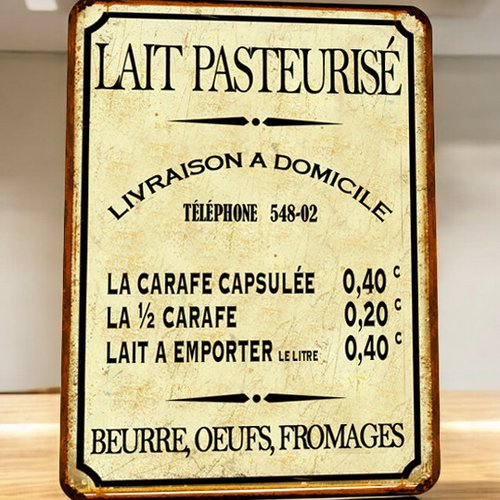 LAIT PASTEURISÉ
LIVRAISON A DOMICILE
TÉLÉPHONE 548-02
LA CARAFE CAPSULÉE 0,40 C
LA ½ CARAFE 0,20 C
LAIT A EMPORTER LE LITRE 0,40 C
BEURRE, OEUFS, FROMAGES